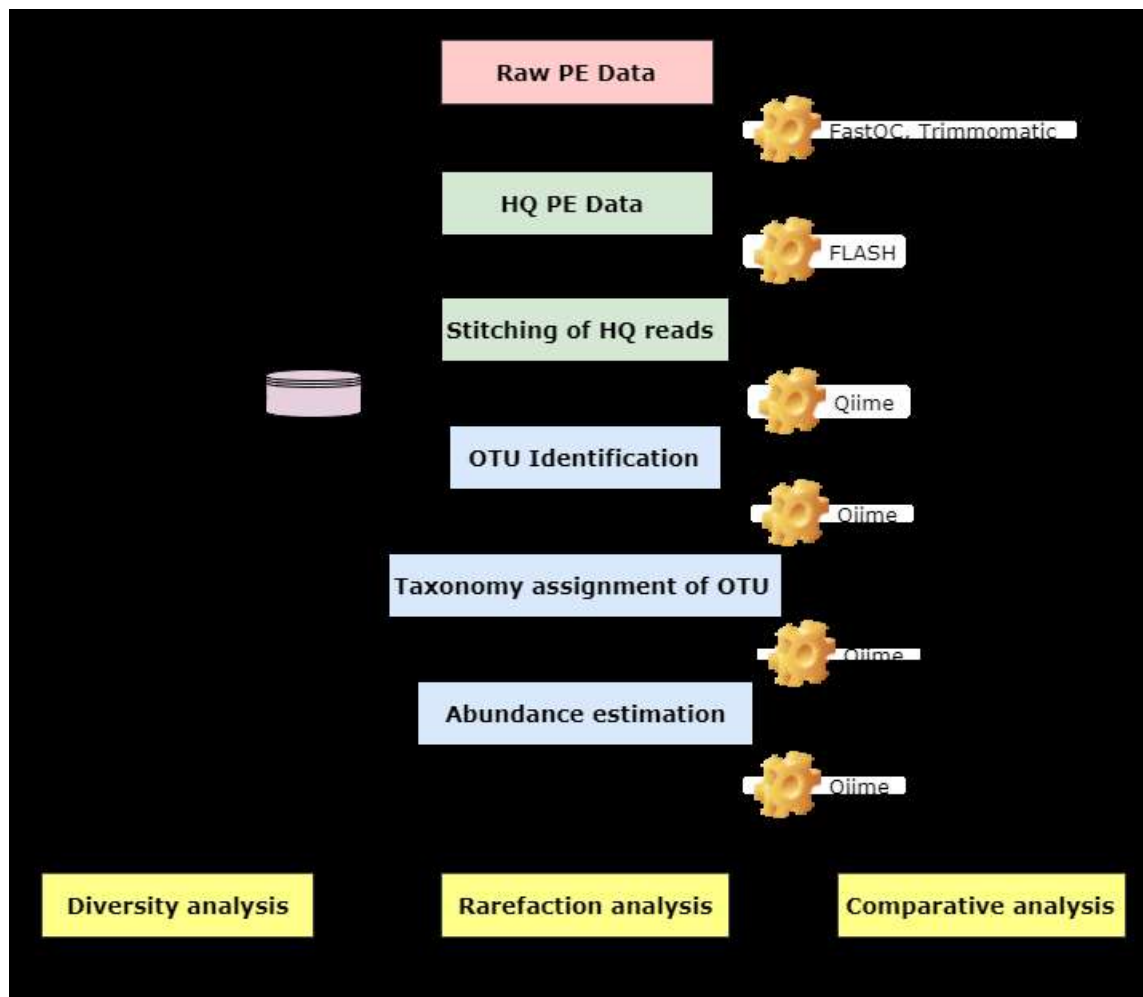 Raw PE Data
FastQC, Trimmomatic
HQ PE Data
FLASH
Stitching of HQ reads
Qiime
OTU Identification
Qiime
Taxonomy assignment of OTU
Qiime
Abundance estimation
Qiime
Diversity analysis
Rarefaction analysis
Comparative analysis